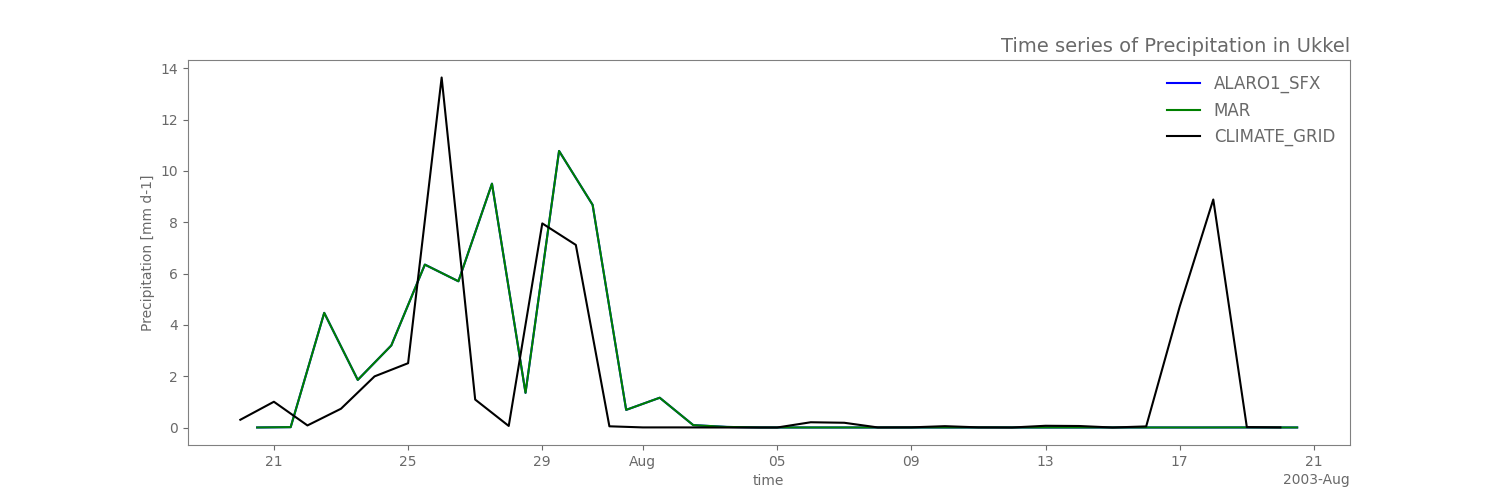 Time series of Precipitation in Ukkel
14
12
10
8
6
4
2
0
Precipitation [mm d-1]
ALARO1_SFX
MAR
CLIMATE_GRID
21 25 29 Aug 05 09 13 17 21
time
2003-Aug